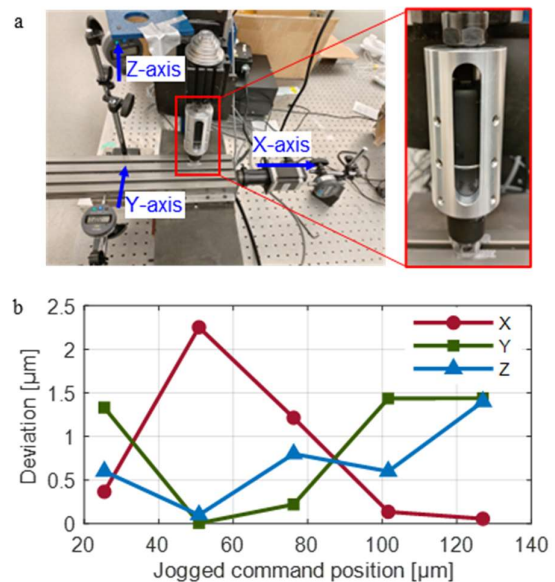 a
Z-axis
X-axis
Y-axis
b
2.5
2
1.5
1
0.5
0
Deviation [μm]
X
Y
Z
20 40 60 80 100 120 140
Jogged command position [μm]